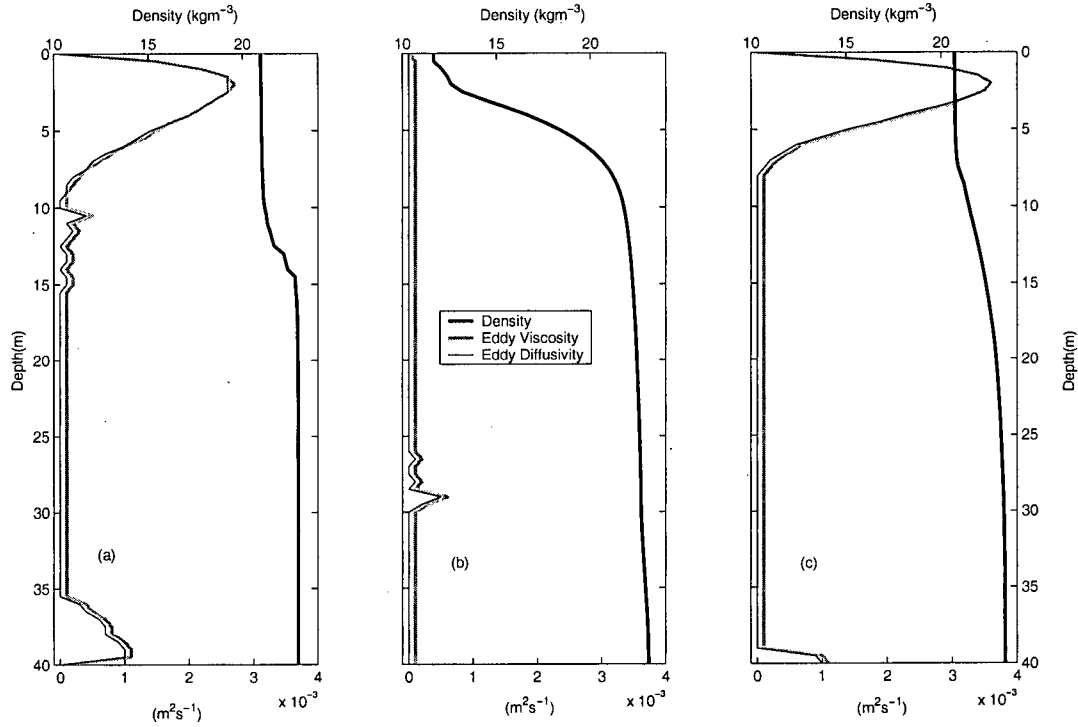 Density (kgm⁻³)
Density (kgm⁻³)
Density (kgm⁻³)
10 15 20
10 15 20
10 15 20
0
5
10
15
20
25
30
35
40
Depth(m)
0
5
10
15
20
25
30
35
40
Depth(m)
Density
Eddy Viscosity
Eddy Diffusivity
(a)
(b)
(c)
0 1 2 3 4
0 1 2 3 4
0 1 2 3 4
x 10⁻³
x 10⁻³
x 10⁻³
(m²s⁻¹)
(m²s⁻¹)
(m²s⁻¹)